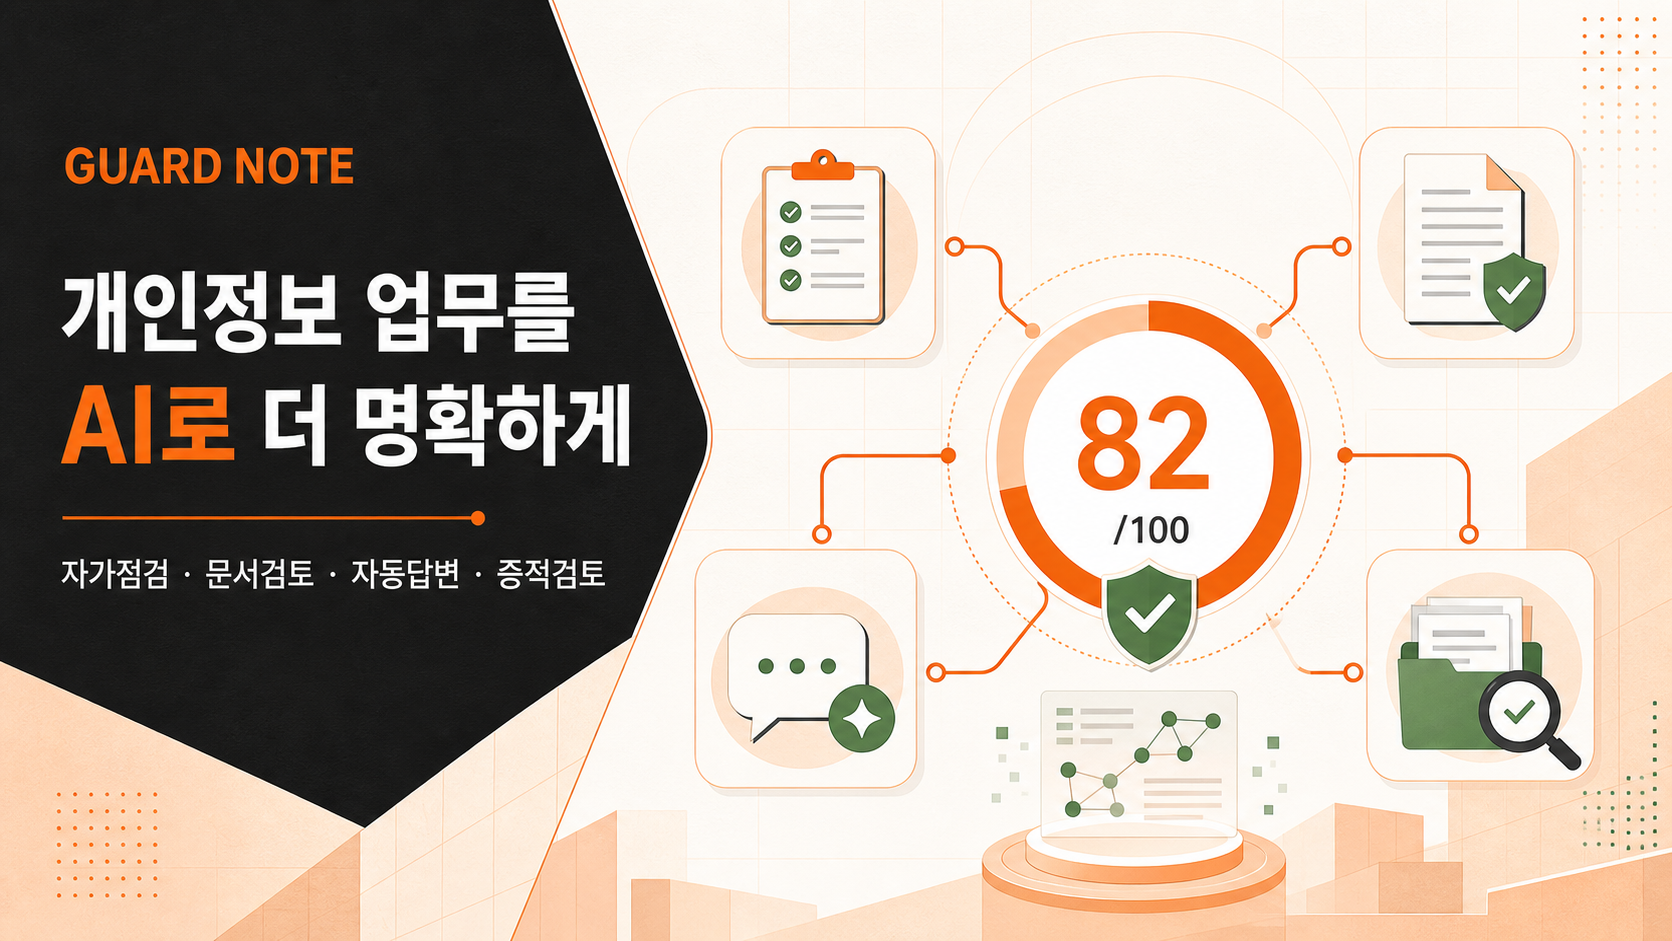 GUARD NOTE
개인정보 업무를
AI로 더 명확하게
자가점검 · 문서검토 · 자동답변 · 증적검토
82
/100